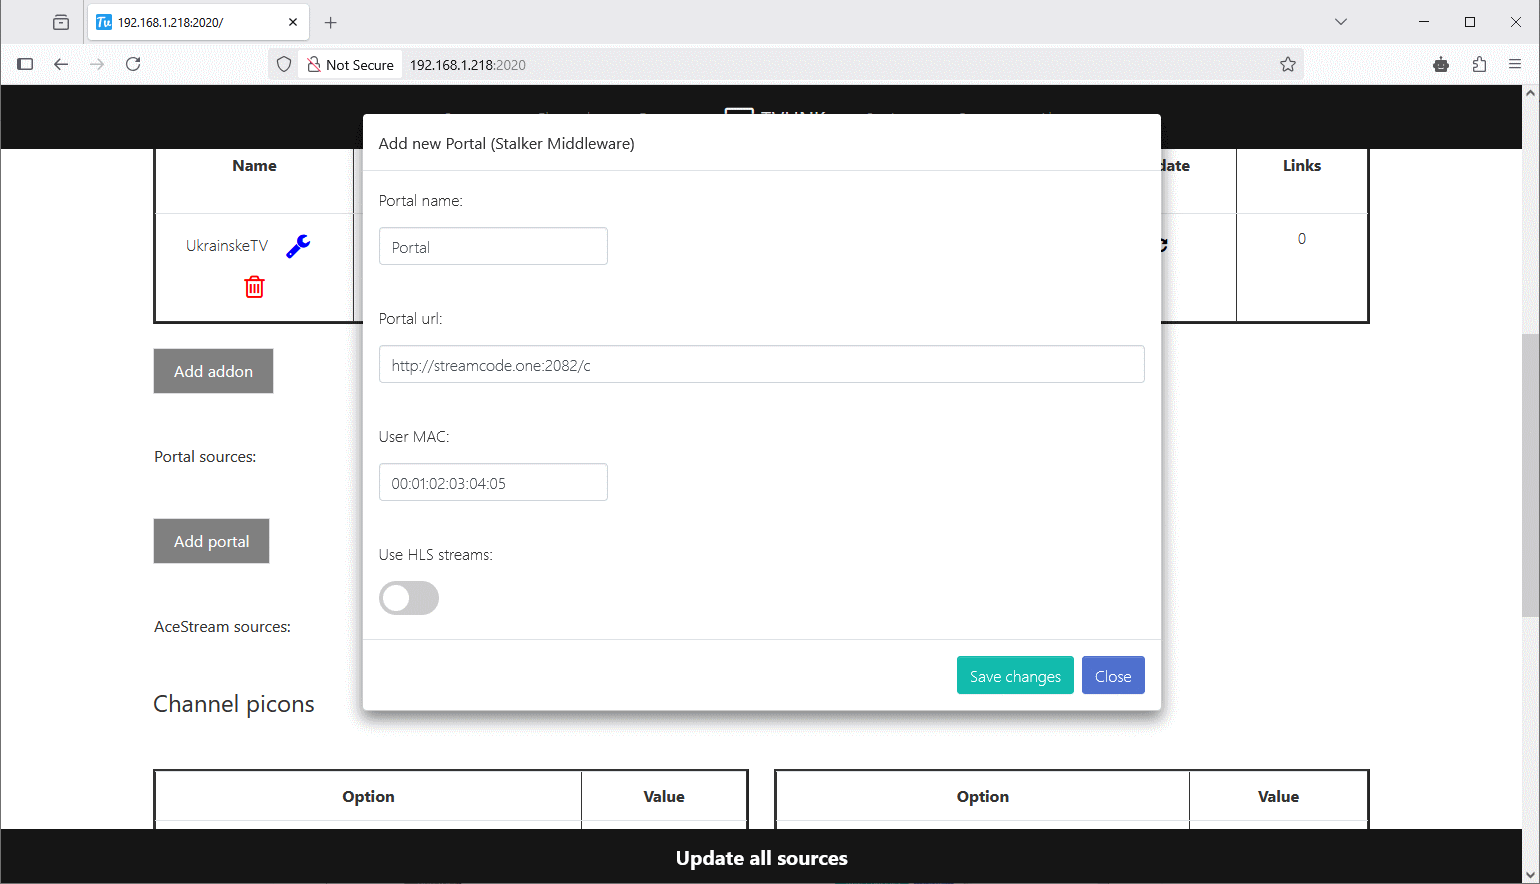 192.168.1.218:2020/
Not Secure
192.168.1.218:2020
Add new Portal (Stalker Middleware)
Name
date
Links
Portal name:
UkrainskeTV
Portal
0
Portal url:
http://streamcode.one:2082/c
Add addon
User MAC:
Portal sources:
00:01:02:03:04:05
Add portal
Use HLS streams:
AceStream sources:
Save changes
Close
Channel picons
Option
Value
Option
Value
Update all sources